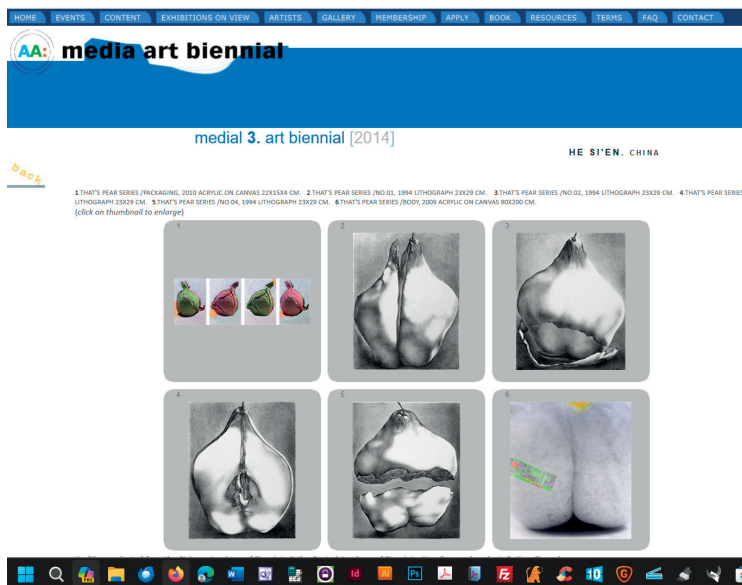 HOME EVENTS CONTENT EXHIBITIONS ON VIEW ARTISTS GALLERY MEMBERSHIP APPLY BOOK RESOURCES TERMS FAQ CONTACT
AA: media art biennial
medial 3. art biennial [2014]
HE SI'EN. CHINA
back
1.THAT'S PEAR SERIES /PACKAGING, 2010 ACRYLIC ON CANVAS 22X15X4 CM. 2.THAT'S PEAR SERIES /NO.01, 1994 LITHOGRAPH 23X29 CM. 3.THAT'S PEAR SERIES /NO.02, 1994 LITHOGRAPH 23X29 CM. 4.THAT'S PEAR SERIES
LITHOGRAPH 23X29 CM. 5.THAT'S PEAR SERIES /NO.04, 1994 LITHOGRAPH 23X29 CM. 6.THAT'S PEAR SERIES /BODY, 2009 ACRYLIC ON CANVAS 90X200 CM.
(click on thumbnail to enlarge)
1 2 3
4 5 6
Id Ai Ps FZ 10 G